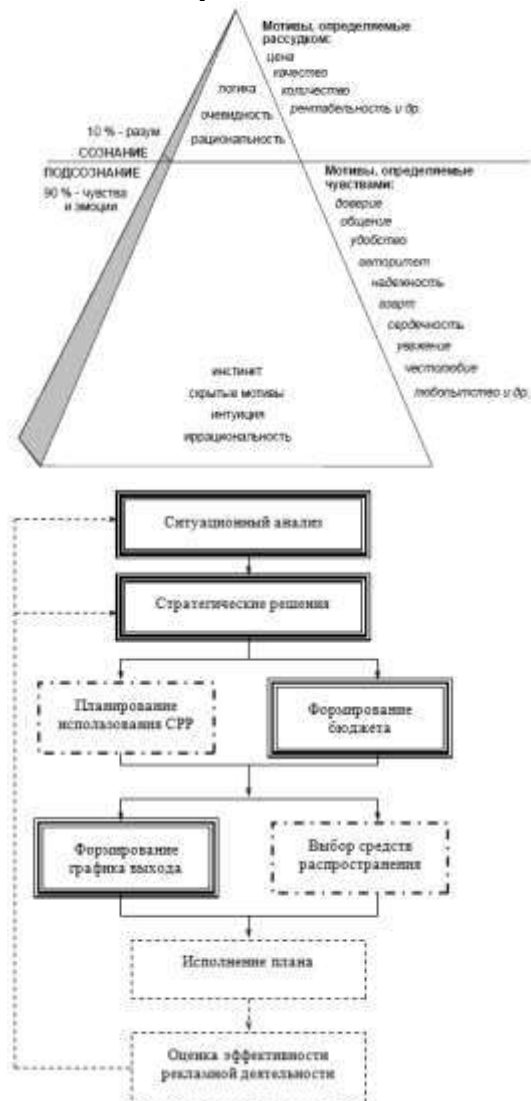 Мотивы, определяемые
рассудком:
цена
качество
количество
рентабельность и др.
логика
очевидность
рациональность
10 % - разум
СОЗНАНИЕ
ПОДСОЗНАНИЕ
90 % - чувства
и эмоции
Мотивы, определяемые
чувствами:
доверие
общение
удобство
авторитет
надежность
азарт
сердечность
уважение
честолюбие
любопытство и др.
инстинкт
скрытые мотивы
интуиция
иррациональность
Ситуационный анализ
Стратегические решения
Планирование
использования СРР
Формирование
бюджета
Формирование
графика выхода
Выбор средств
распространения
Исполнение плана
Оценка эффективности
рекламной деятельности